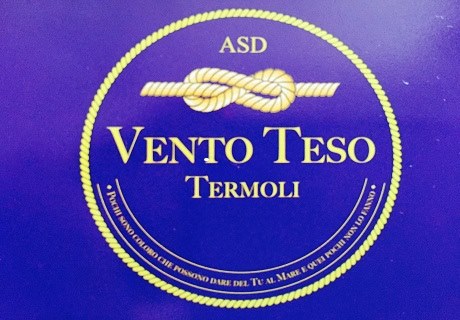 ASD
VENTO TESO
TERMOLI
• POCHI SONO COLORO CHE POSSONO DARE DEL TU AL MARE E QUEI POCHI NON LO FANNO •